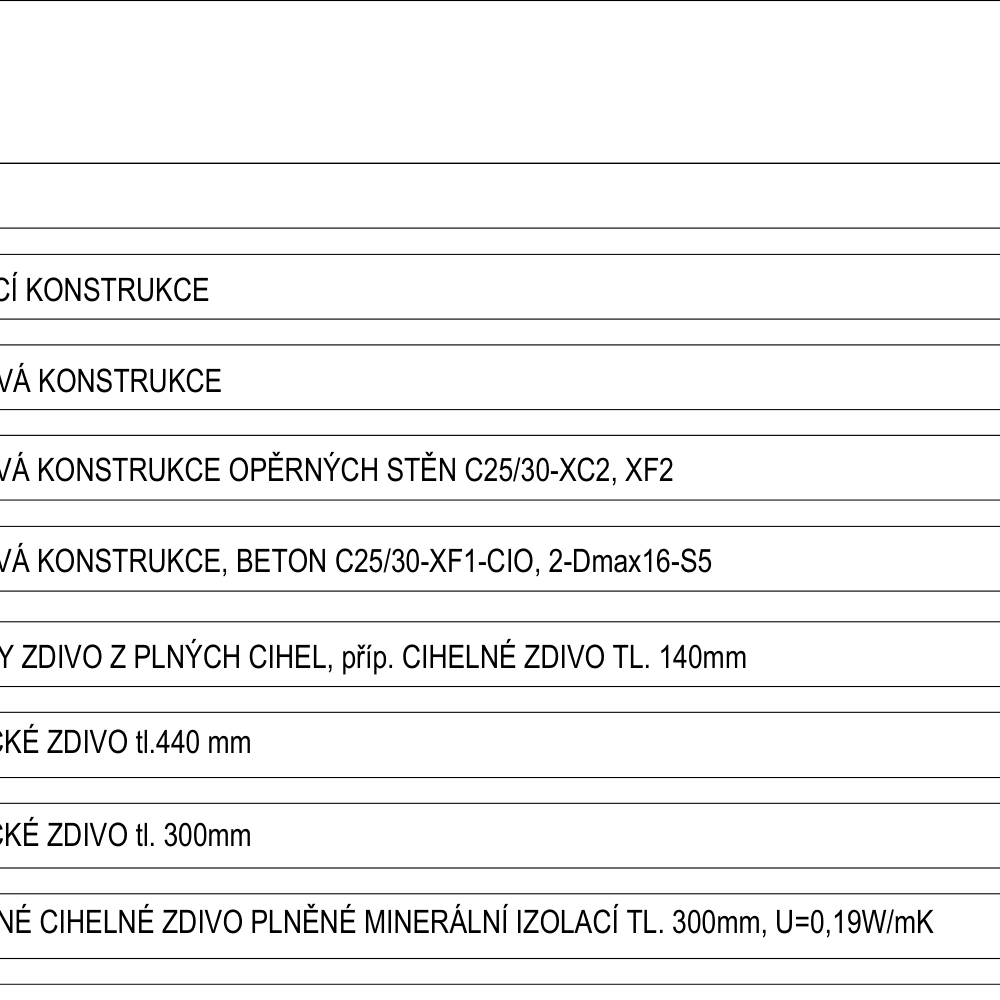 CÍ KONSTRUKCE
VÁ KONSTRUKCE
VÁ KONSTRUKCE OPĚRNÝCH STĚN C25/30-XC2, XF2
VÁ KONSTRUKCE, BETON C25/30-XF1-CIO, 2-Dmax16-S5
Y ZDIVO Z PLNÝCH CIHEL, příp. CIHELNÉ ZDIVO TL. 140mm
CKÉ ZDIVO tl.440 mm
CKÉ ZDIVO tl. 300mm
NÉ CIHELNÉ ZDIVO PLNĚNÉ MINERÁLNÍ IZOLACÍ TL. 300mm, U=0,19W/mK